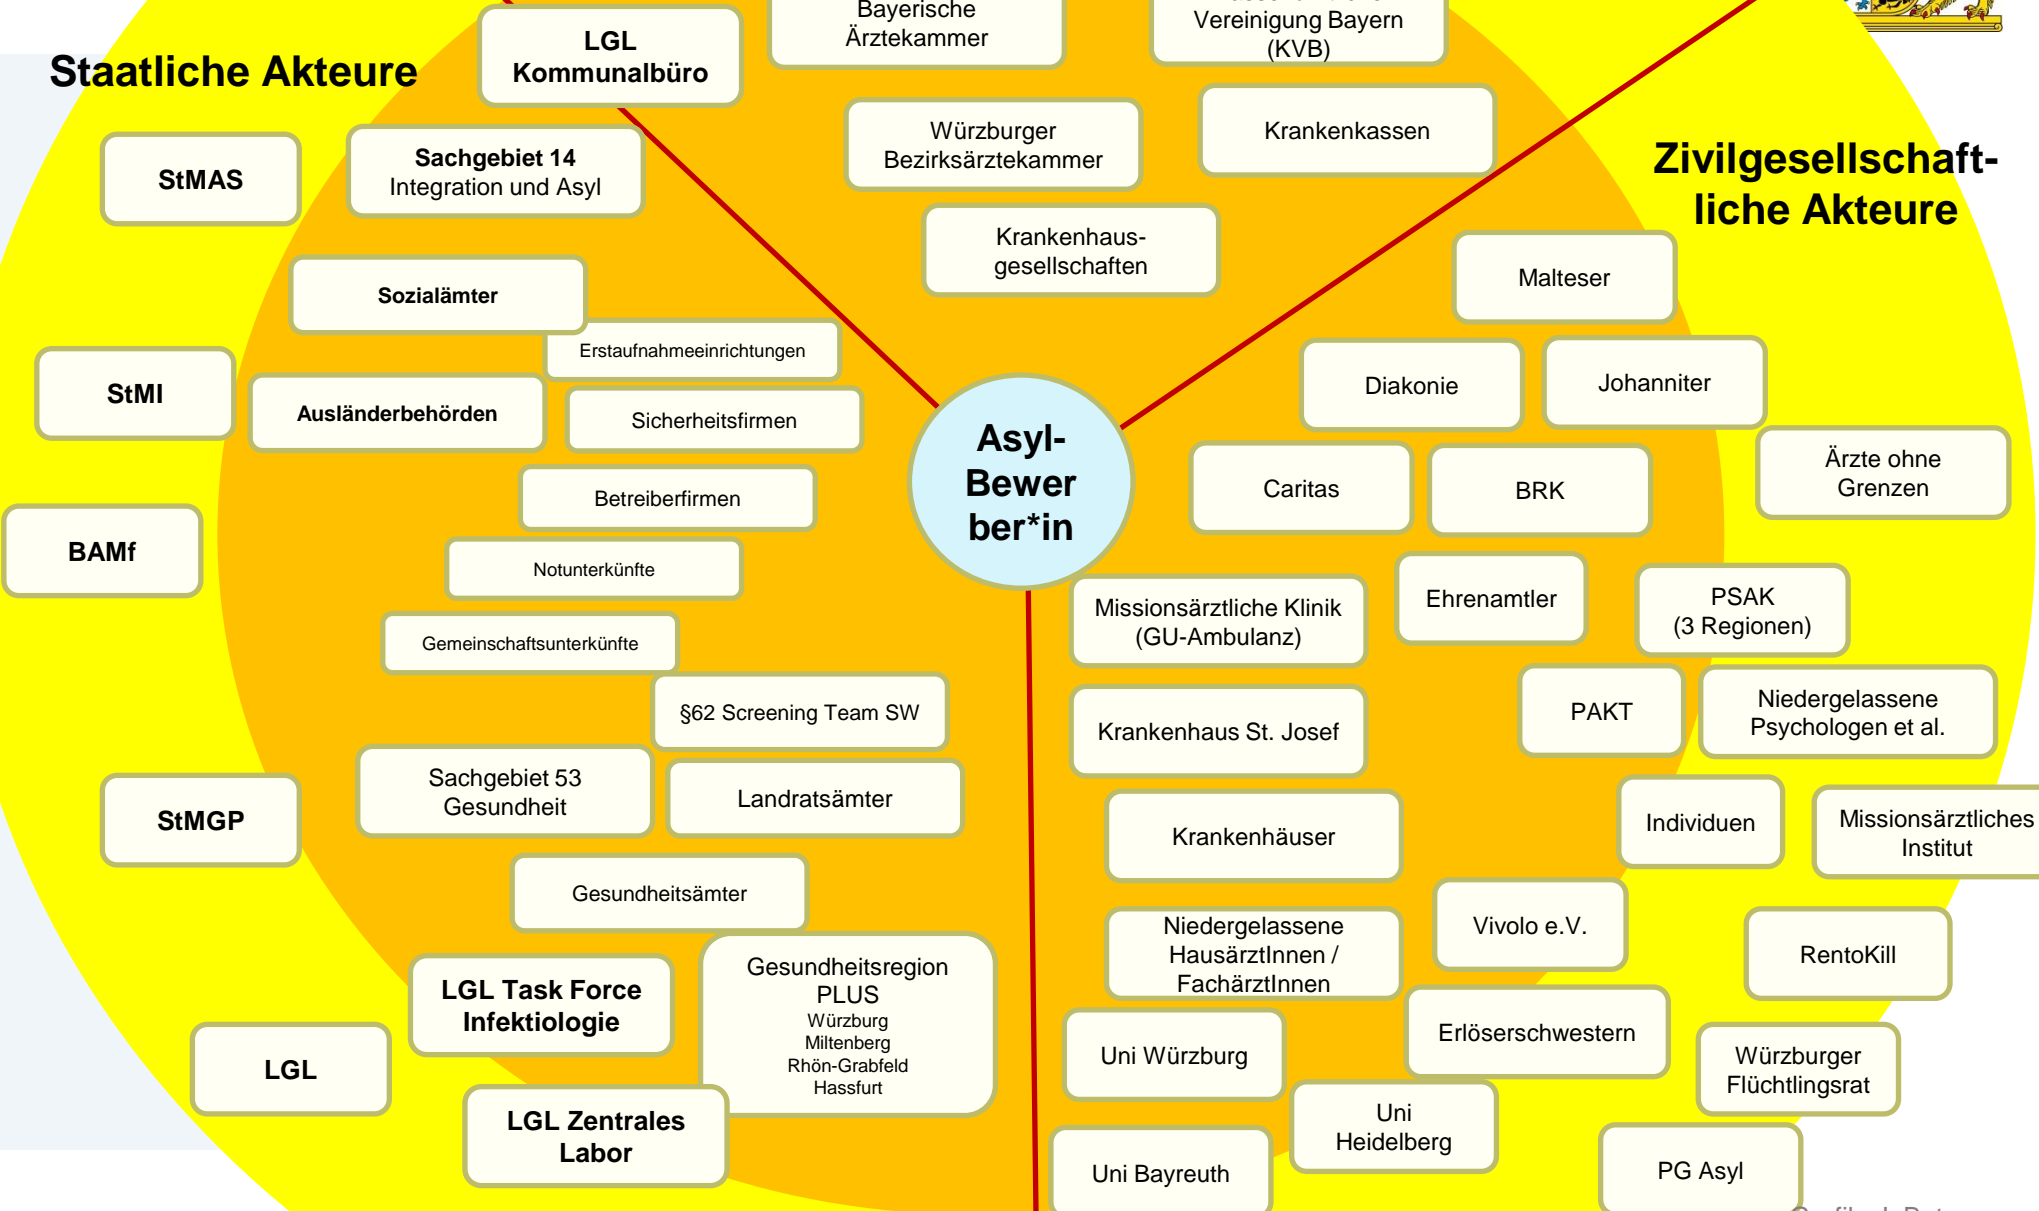 Bayerische
Ärztekammer
Vereinigung Bayern
(KVB)
LGL
Kommunalbüro
Staatliche Akteure
Würzburger
Bezirksärztekammer
Krankenkassen
Zivilgesellschaft-
liche Akteure
StMAS
Sachgebiet 14
Integration und Asyl
Krankenhaus-
gesellschaften
Malteser
Sozialämter
Erstaufnahmeeinrichtungen
StMI
Ausländerbehörden
Sicherheitsfirmen
Diakonie
Johanniter
Asyl-
Bewer
ber*in
Ärzte ohne
Grenzen
Betreiberfirmen
Caritas
BRK
BAMf
Notunterkünfte
Missionsärztliche Klinik
(GU-Ambulanz)
Ehrenamtler
PSAK
(3 Regionen)
Gemeinschaftsunterkünfte
§62 Screening Team SW
Krankenhaus St. Josef
PAKT
Niedergelassene
Psychologen et al.
Sachgebiet 53
Gesundheit
Landratsämter
StMGP
Krankenhäuser
Individuen
Missionsärztliches
Institut
Gesundheitsämter
Niedergelassene
HausärztInnen /
FachärztInnen
Vivolo e.V.
RentoKill
Gesundheitsregion
PLUS
Würzburg
Miltenberg
Rhön-Grabfeld
Hassfurt
LGL Task Force
Infektiologie
Erlöserschwestern
LGL
Uni Würzburg
Würzburger
Flüchtlingsrat
LGL Zentrales
Labor
Uni
Heidelberg
Uni Bayreuth
PG Asyl